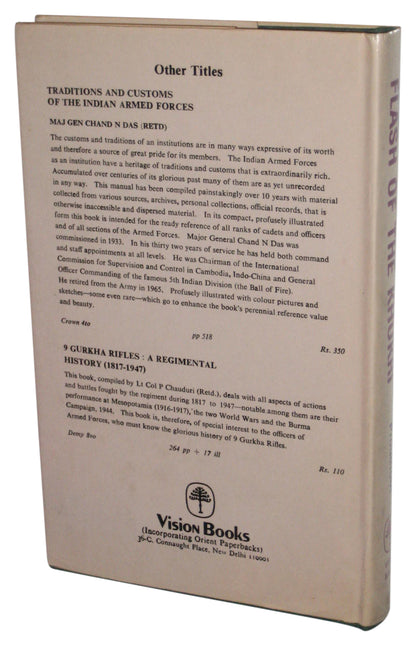 Other Titles
TRADITIONS AND CUSTOMS
OF THE INDIAN ARMED FORCES
MAJ GEN CHAND N DAS (RETD)
The customs and traditions of an institutions are in many ways expressive of its worth
and therefore a source of great pride for its members. The Indian Armed Forces
as an institution have a heritage of traditions and customs that is extraordinarily rich.
Accumulated over centuries of its glorious past many of them are as yet unrecorded
in any way. This manual has been compiled painstakingly over 10 years with material
collected from various sources, archives, personal collections, official records, that is
otherwise inaccessible and dispersed material. In its compact, profusely illustrated
form this book is intended for the ready reference of all ranks of cadets and officers
and of all sections of the Armed Forces. Major General Chand N Das was
commissioned in 1933. In his thirty two years of service he has held both command
and staff appointments at all levels. He was Chairman of the International
Commission for Supervision and Control in Cambodia, Indo-China and General
Officer Commanding of the famous 5th Indian Division (the Ball of Fire).
He retired from the Army in 1965. Profusely illustrated with colour pictures and
sketches—some even rare—which go to enhance the book's perennial reference value
and beauty.
Crown 4to
pp 518
Rs. 350
9 GURKHA RIFLES : A REGIMENTAL
HISTORY (1817-1947)
This book, compiled by Lt Col P Chauduri (Retd.), deals with all aspects of actions
and battles fought by the regiment during 1817 to 1947—notable among them are their
performance at Mesopotamia (1916-1917), the two World Wars and the Burma
Campaign, 1944. This book is, therefore, of special interest to the officers of
Armed Forces, who must know the glorious history of 9 Gurkha Rifles.
Demy 8vo
264 pp + 17 ill
Rs. 110
Vision Books
(Incorporating Orient Paperbacks)
36-C, Connaught Place, New Delhi 110001
FLASH OF THE KHUKRI